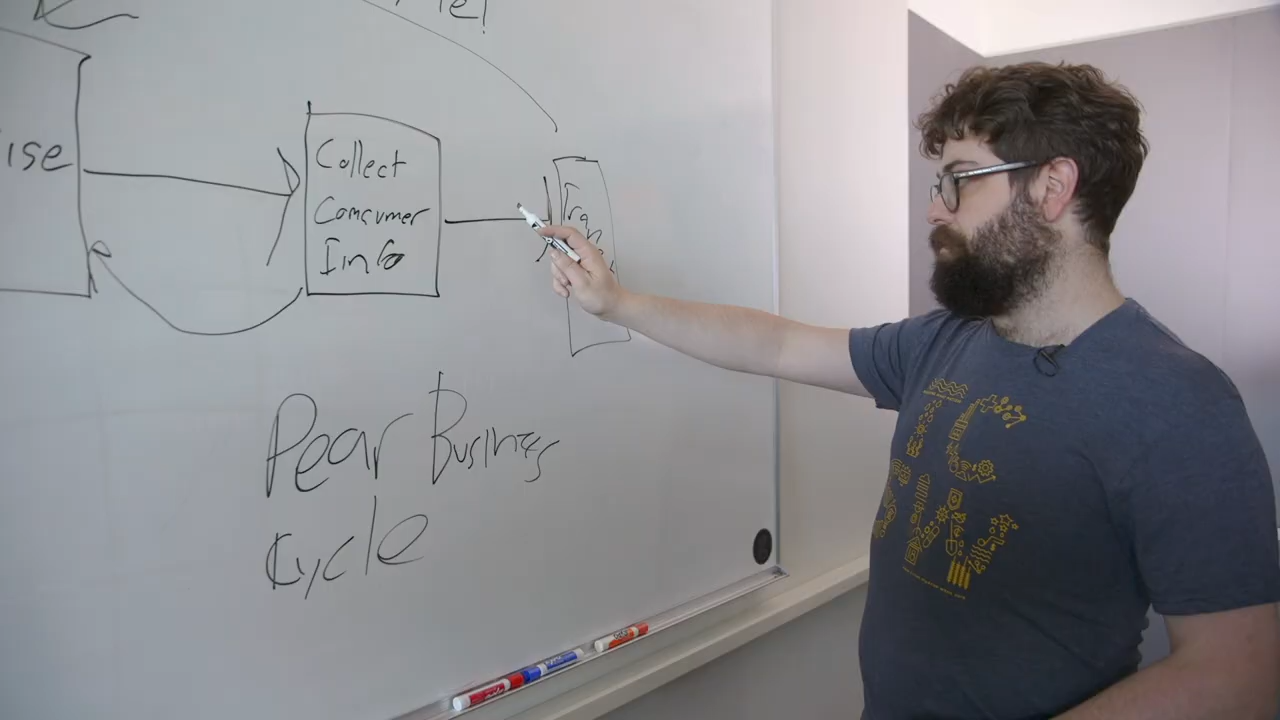 ise
Collect
Consumer
Info
Pear Business
Cycle